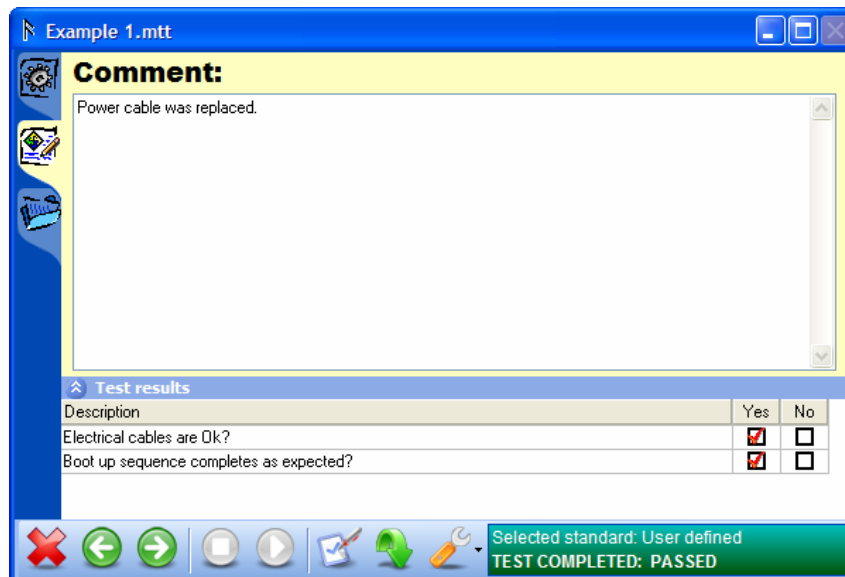 Example 1.mtt
Comment:
Power cable was replaced.
Test results
Description Yes No
Electrical cables are Ok?
Boot up sequence completes as expected?
Selected standard: User defined
TEST COMPLETED: PASSED